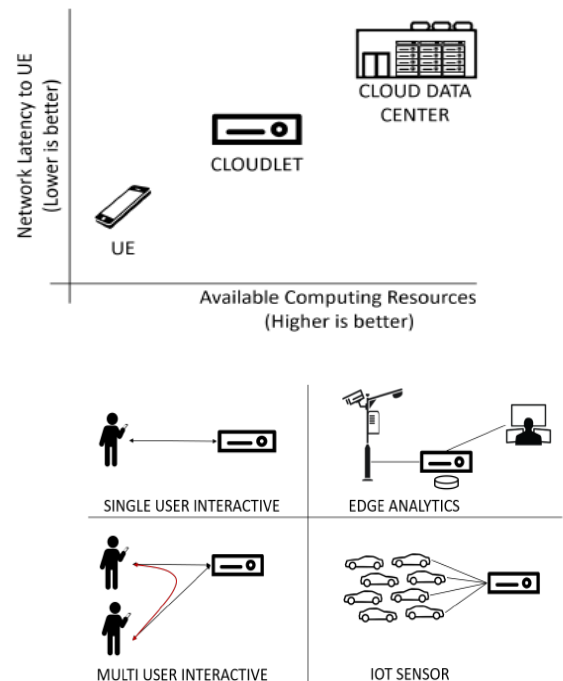 Network Latency to UE
(Lower is better)
CLOUD DATA
CENTER
CLOUDLET
UE
Available Computing Resources
(Higher is better)
SINGLE USER INTERACTIVE
EDGE ANALYTICS
MULTI USER INTERACTIVE
IOT SENSOR